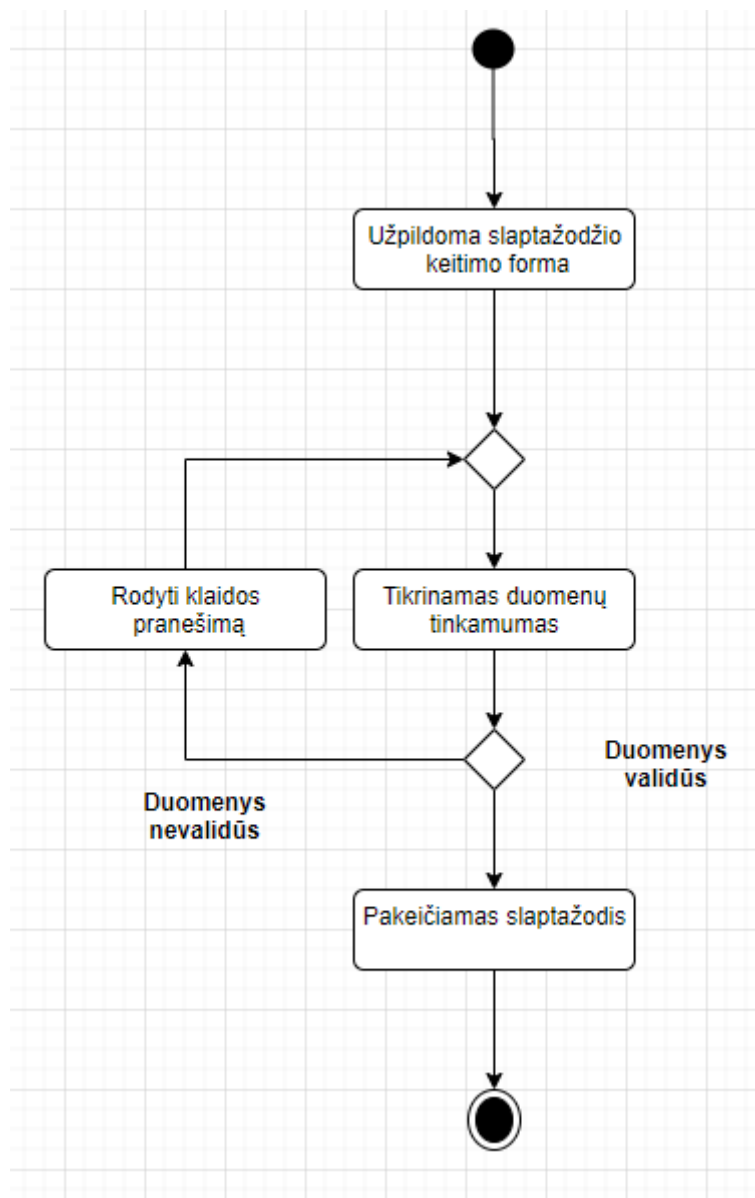 Užpildoma slaptažodžio
keitimo forma
Rodyti klaidos
pranešimą
Tikrinamas duomenų
tinkamumas
Duomenys
validūs
Duomenys
nevalidūs
Pakeičiamas slaptažodis